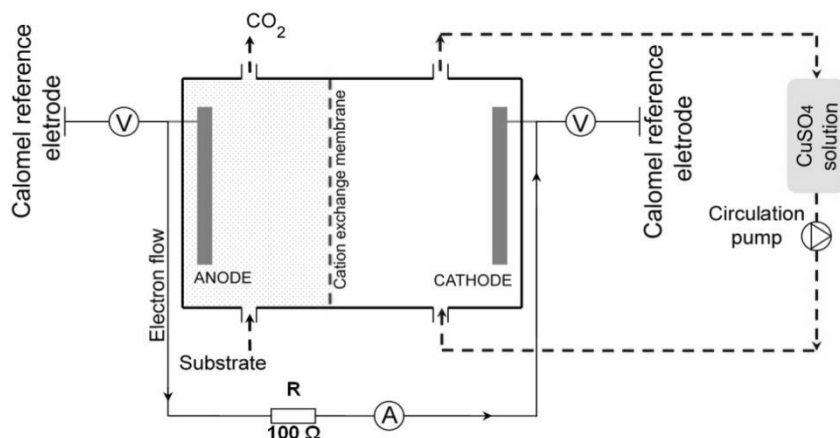 CO2
Calomel reference
eletrode
V
ANODE
Cation exchange membrane
CATHODE
V
Calomel reference
eletrode
CuSO4
solution
Circulation
pump
Electron flow
Substrate
R
100 Ω
A